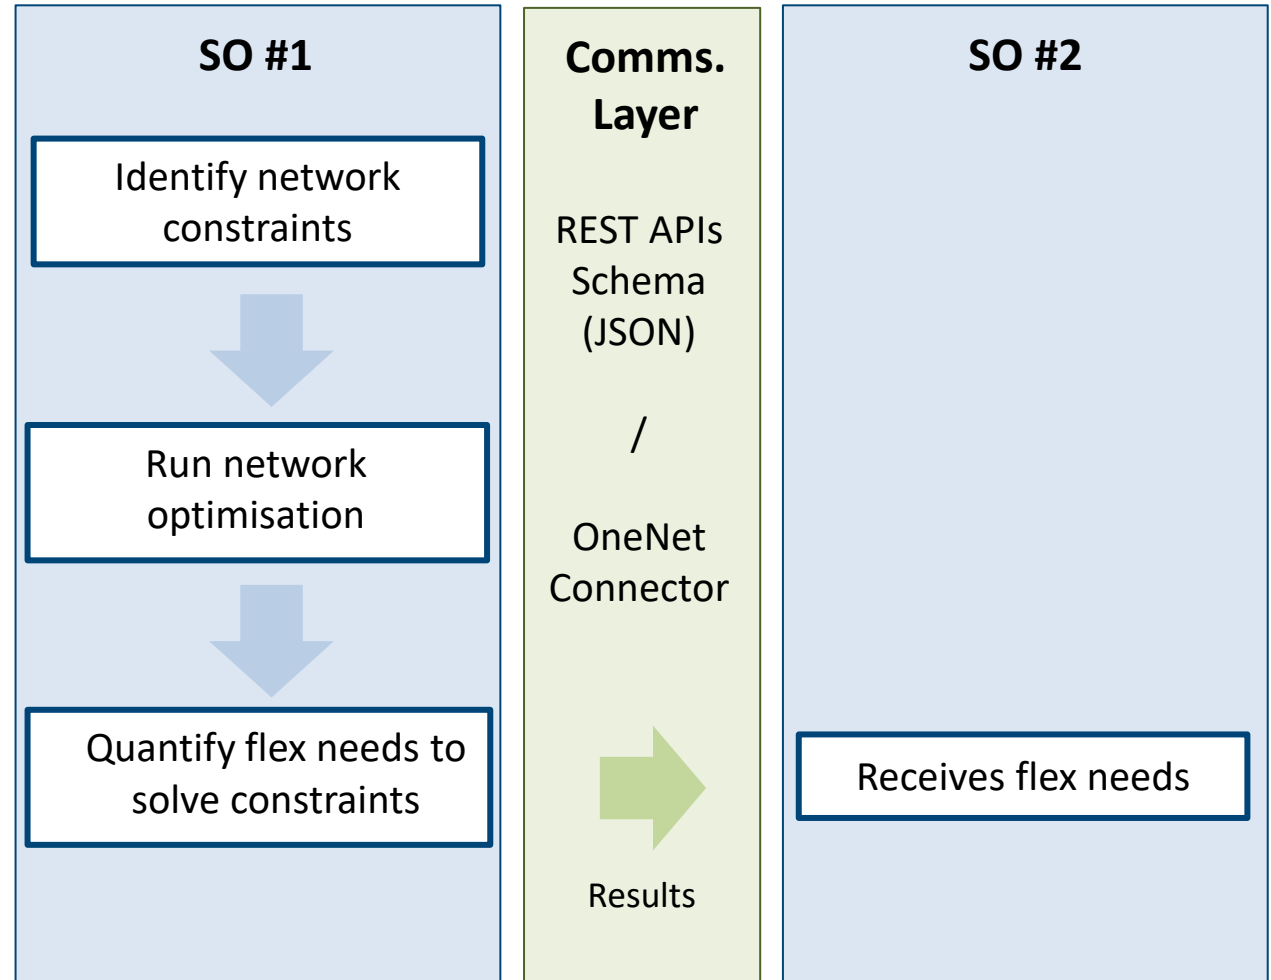 SO #1
Identify network
constraints
Run network
optimisation
Quantify flex needs to
solve constraints
Comms.
Layer
REST APIs
Schema
(JSON)
/
OneNet
Connector
Results
SO #2
Receives flex needs